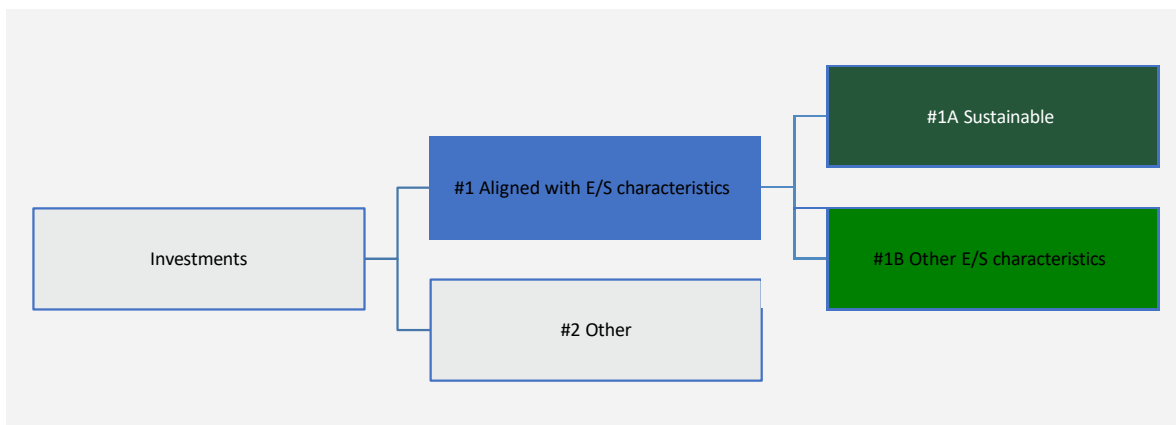 #1A Sustainable
#1 Aligned with E/S characteristics
Investments
#1B Other E/S characteristics
#2 Other